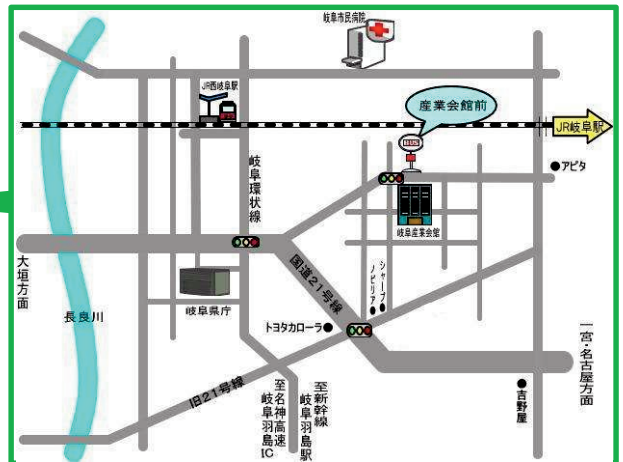 岐阜市民病院
JR西岐阜駅
産業会館前
BUS
JR岐阜駅
アピタ
岐阜環状線
岐阜産業会館
大垣方面
国道21号線
シャープ
ノビリア
長良川
岐阜県庁
トヨタカローラ
一宮・名古屋方面
旧21号線
至新幹線
岐阜羽島駅
至名神高速
岐阜羽島IC
吉野屋